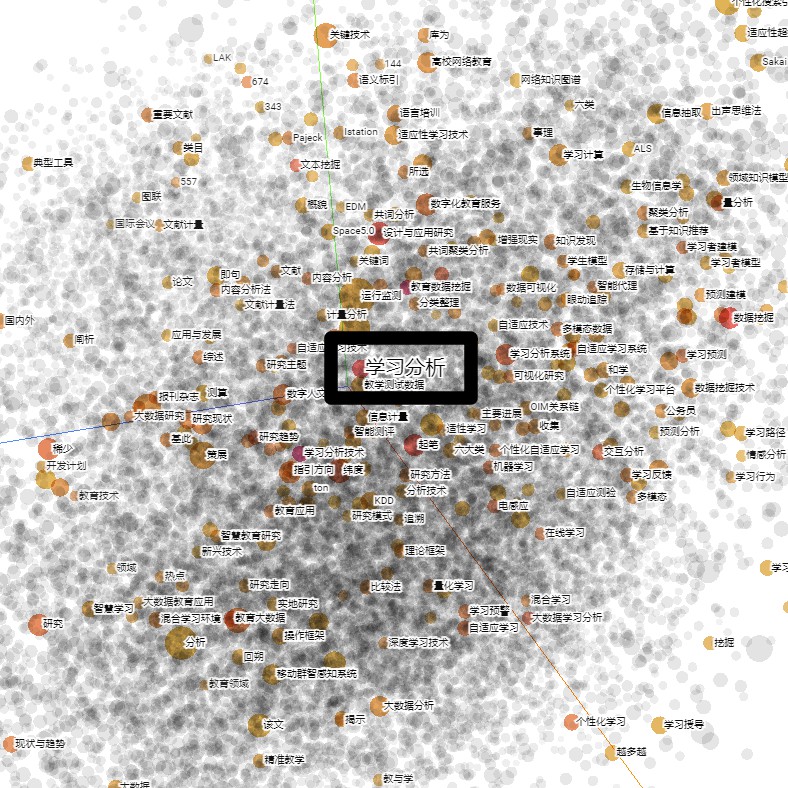 个性化搜索引
关键技术
库为
适应性超
LAK
144
高校网络教育
Sakai
674
语义标引
网络知识图谱
343
六类
重要文献
语言培训
信息抽取
出声思维法
Pajeck
Istation
适应性学习技术
事理
类目
ALS
学习计算
典型工具
文本挖掘
所选
领域知识模型
557
生物信息学
图联
概貌
EDM
数字化教育服务
量分析
共词分析
聚类分析
国际会议
文献计量
Space5.0
设计与应用研究
增强现实
知识发现
基于知识推荐
共词聚类分析
学习者建模
关键词
学生模型
学习者模型
文献
存储与计算
即句
内容分析
论文
内容分析法
教育数据挖掘
数据可视化
智能代理
运行监测
预测建模
文献计量法
分类整理
眼动追踪
计量分析
数据挖掘
国内外
自适应技术
多模态数据
应用与发展
阐析
学习分析
自适应学习系统
综述
学习分析系统
学习预测
研究主题
和学
可视化研究
教学测试数据
数据挖掘技术
测算
数字人文
个性化学习平台
报刊杂志
OIM关系链
大数据研究
研究现状
信息计量
主要进展
公务员
适性学习
收集
智能测评
预测分析
学习路径
基此
研究趋势
起笔
稀少
策展
学习分析技术
六大类
个性化自适应学习
交互分析
情感分析
开发计划
指引方向
纬度
机器学习
研究方法
学习反馈
学习行为
ton
分析技术
自适应测验
多模态
教育技术
KDD
电感应
教育应用
研究模式
追溯
智慧教育研究
在线学习
新兴技术
理论框架
领域
热点
研究走向
比较法
量化学习
大数据教育应用
实地研究
混合学习
智慧学习
学习预警
混合学习环境
教育大数据
大数据学习分析
研究
自适应学习
操作框架
分析
深度学习技术
挖掘
回朔
移动群智感知系统
教育领域
大数据分析
揭示
个性化学习
该文
学习投导
现状与趋势
越多越
精准教学
教与学
大数据